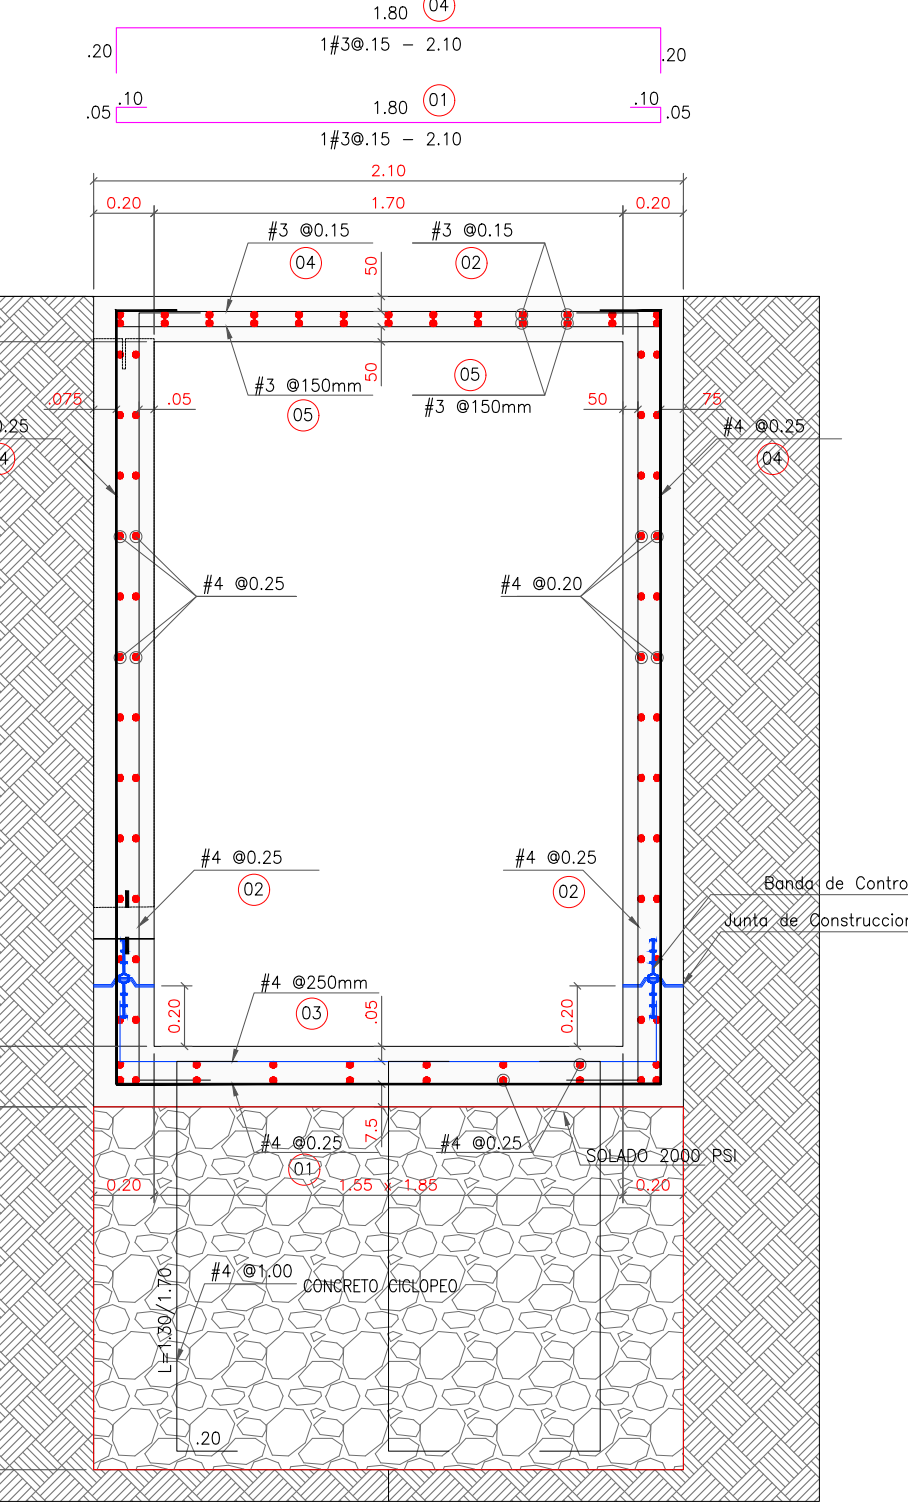 1.80 04
.20 1#3@.15 - 2.10 .20
.10 1.80 01 .10
.05 .05
1#3@.15 - 2.10
2.10
0.20 1.70 0.20
#3 @0.15 #3 @0.15
04 50 02
#3 @150mm 50 05
05 #3 @150mm
.075 .05 50 75
0.25 #4 @0.25
4 04
#4 @0.25 #4 @0.20
#4 @0.25 #4 @0.25
02 02
Banda de Contro
Junta de Construccion
#4 @250mm
03 .05
0.20 0.20
#4 @0.25 7.5 #4 @0.25
01 SOLADO 2000 PSI
0.20 1.55 x 1.85 0.20
#4 @1.00 CONCRETO CICLOPEO
L=1.30/1.70
.20